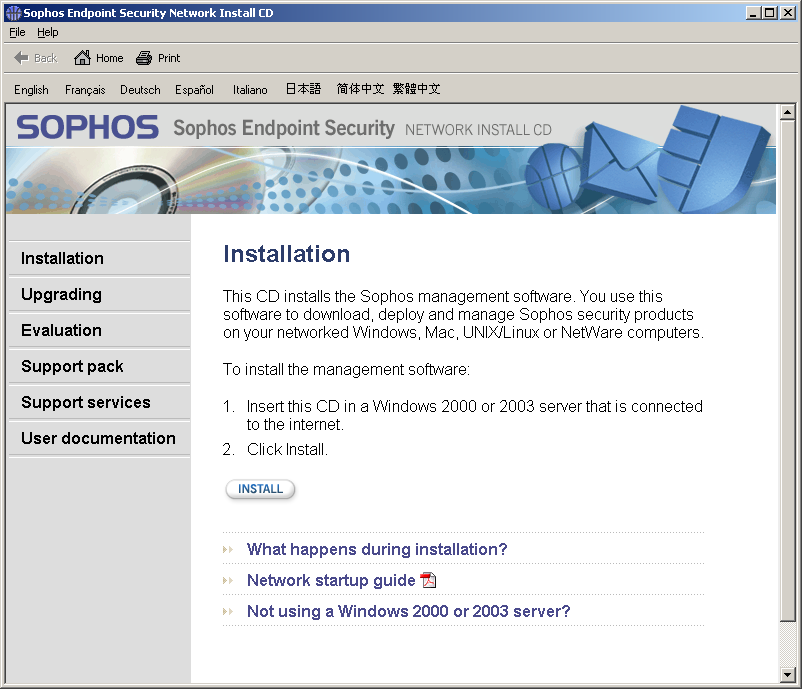 Sophos Endpoint Security Network Install CD
File Help
Back Home Print
English Français Deutsch Español Italiano 日本語 简体中文 繁體中文
SOPHOS Sophos Endpoint Security NETWORK INSTALL CD
Installation
Upgrading
Evaluation
Support pack
Support services
User documentation
Installation
This CD installs the Sophos management software. You use this
software to download, deploy and manage Sophos security products
on your networked Windows, Mac, UNIX/Linux or NetWare computers.
To install the management software:
1. Insert this CD in a Windows 2000 or 2003 server that is connected
to the internet.
2. Click Install.
INSTALL
What happens during installation?
Network startup guide
Not using a Windows 2000 or 2003 server?